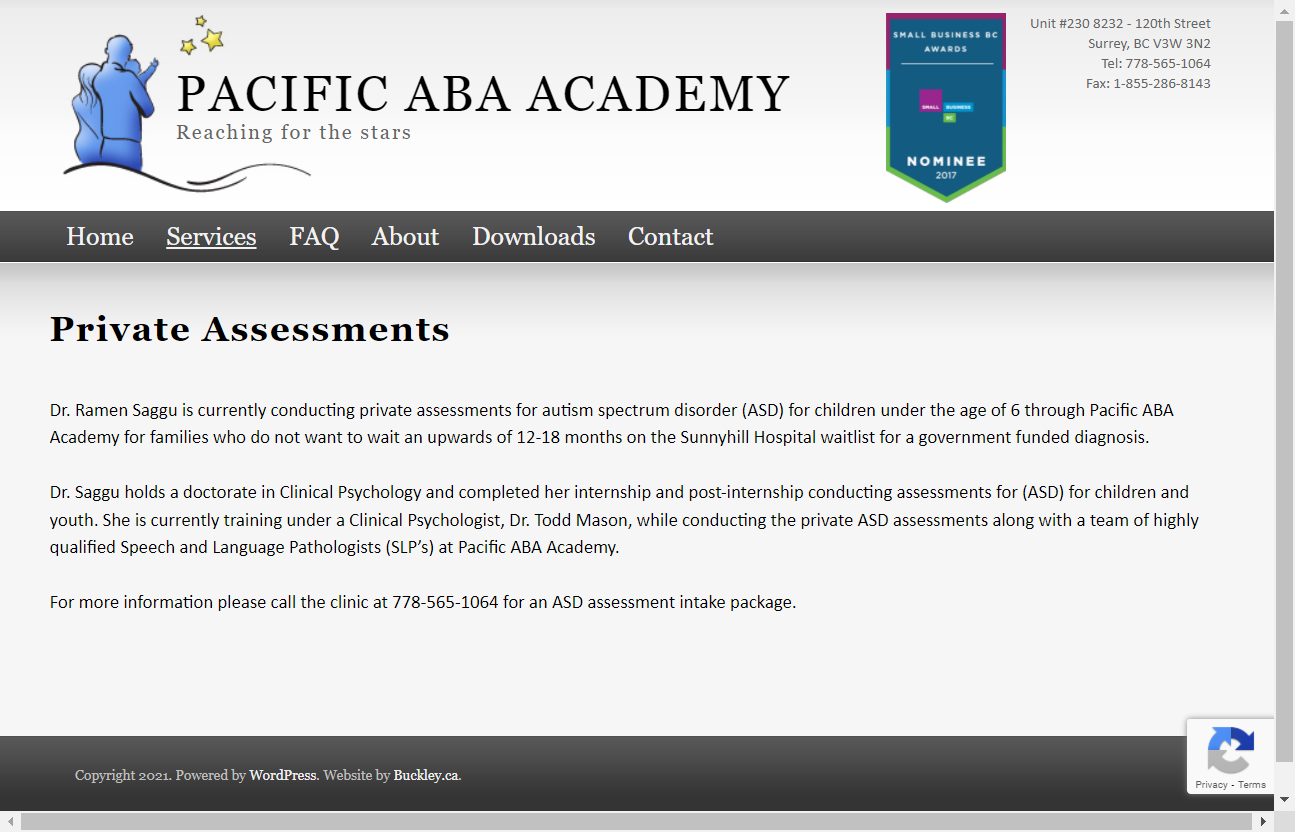 PACIFIC ABA ACADEMY
Reaching for the stars
SMALL BUSINESS BC
AWARDS
SMALL BUSINESS
BC
NOMINEE
2017
Unit #230 8232 - 120th Street
Surrey, BC V3W 3N2
Tel: 778-565-1064
Fax: 1-855-286-8143
Home Services FAQ About Downloads Contact
Private Assessments
Dr. Ramen Saggu is currently conducting private assessments for autism spectrum disorder (ASD) for children under the age of 6 through Pacific ABA
Academy for families who do not want to wait an upwards of 12-18 months on the Sunnyhill Hospital waitlist for a government funded diagnosis.
Dr. Saggu holds a doctorate in Clinical Psychology and completed her internship and post-internship conducting assessments for (ASD) for children and
youth. She is currently training under a Clinical Psychologist, Dr. Todd Mason, while conducting the private ASD assessments along with a team of highly
qualified Speech and Language Pathologists (SLP’s) at Pacific ABA Academy.
For more information please call the clinic at 778-565-1064 for an ASD assessment intake package.
Copyright 2021. Powered by WordPress. Website by Buckley.ca.
Privacy - Terms